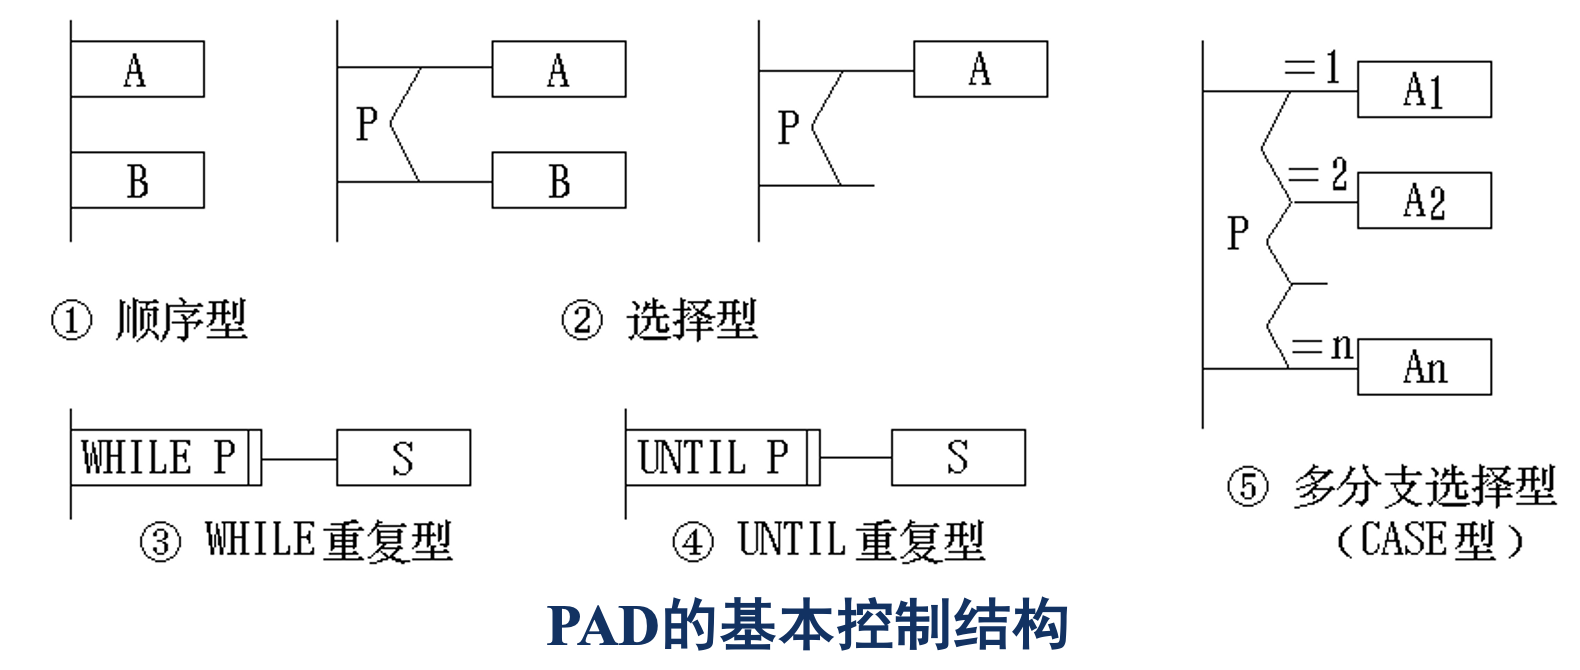 A
B
P
A
B
P
A
P
=1
A1
=2
A2
=n
An
① 顺序型
② 选择型
WHILE P
S
UNTIL P
S
③ WHILE重复型
④ UNTIL重复型
⑤ 多分支选择型
(CASE型)
PAD的基本控制结构